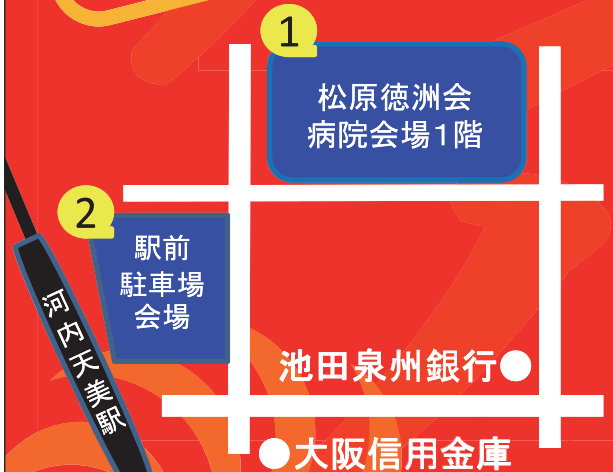 1
松原徳洲会
病院会場1階
2
駅前
駐車場
会場
河内天美駅
池田泉州銀行●
●大阪信用金庫